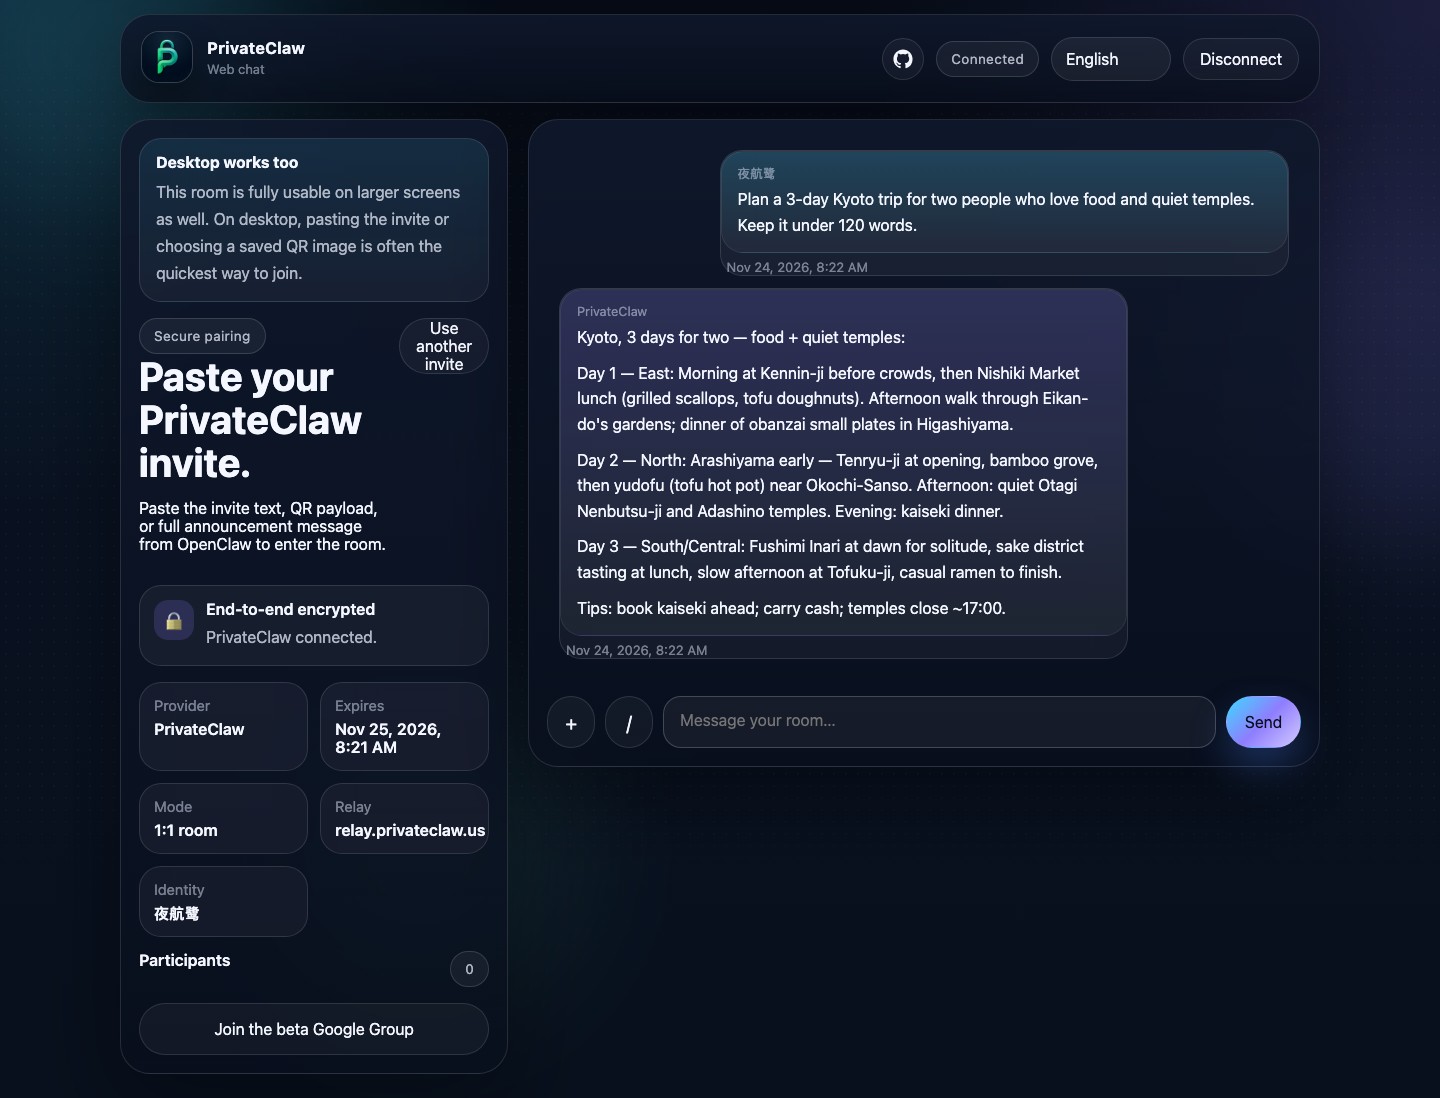 PrivateClaw
Web chat
Connected
English
Disconnect
Desktop works too
This room is fully usable on larger screens
as well. On desktop, pasting the invite or
choosing a saved QR image is often the
quickest way to join.
Secure pairing
Use
another
invite
Paste your
PrivateClaw
invite.
Paste the invite text, QR payload,
or full announcement message
from OpenClaw to enter the room.
End-to-end encrypted
PrivateClaw connected.
Provider
PrivateClaw
Expires
Nov 25, 2026,
8:21 AM
Mode
1:1 room
Relay
relay.privateclaw.us
Identity
夜航鹭
Participants
0
Join the beta Google Group
夜航鹭
Plan a 3-day Kyoto trip for two people who love food and quiet temples.
Keep it under 120 words.
Nov 24, 2026, 8:22 AM
PrivateClaw
Kyoto, 3 days for two — food + quiet temples:
Day 1 — East: Morning at Kennin-ji before crowds, then Nishiki Market
lunch (grilled scallops, tofu doughnuts). Afternoon walk through Eikan-
do's gardens; dinner of obanzai small plates in Higashiyama.
Day 2 — North: Arashiyama early — Tenryu-ji at opening, bamboo grove,
then yudofu (tofu hot pot) near Okochi-Sanso. Afternoon: quiet Otagi
Nenbutsu-ji and Adashino temples. Evening: kaiseki dinner.
Day 3 — South/Central: Fushimi Inari at dawn for solitude, sake district
tasting at lunch, slow afternoon at Tofuku-ji, casual ramen to finish.
Tips: book kaiseki ahead; carry cash; temples close ~17:00.
Nov 24, 2026, 8:22 AM
+
/
Message your room...
Send